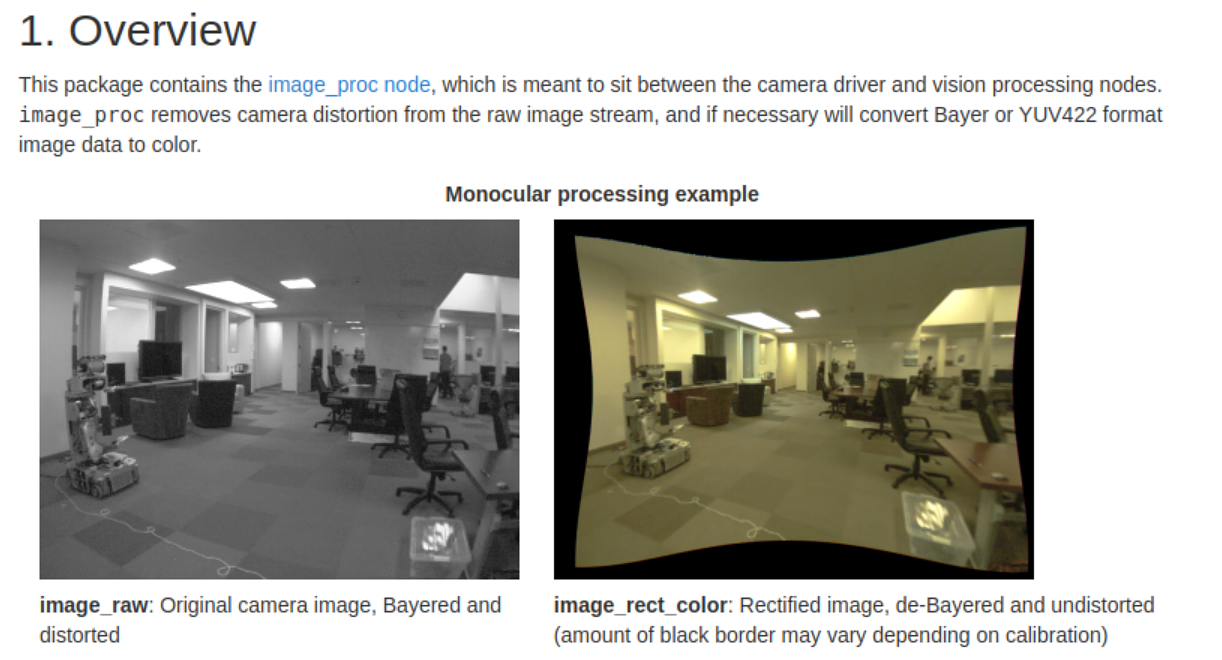 1. Overview
This package contains the image_proc node, which is meant to sit between the camera driver and vision processing nodes.
image_proc removes camera distortion from the raw image stream, and if necessary will convert Bayer or YUV422 format
image data to color.
Monocular processing example
image_raw: Original camera image, Bayered and
distorted
image_rect_color: Rectified image, de-Bayered and undistorted
(amount of black border may vary depending on calibration)